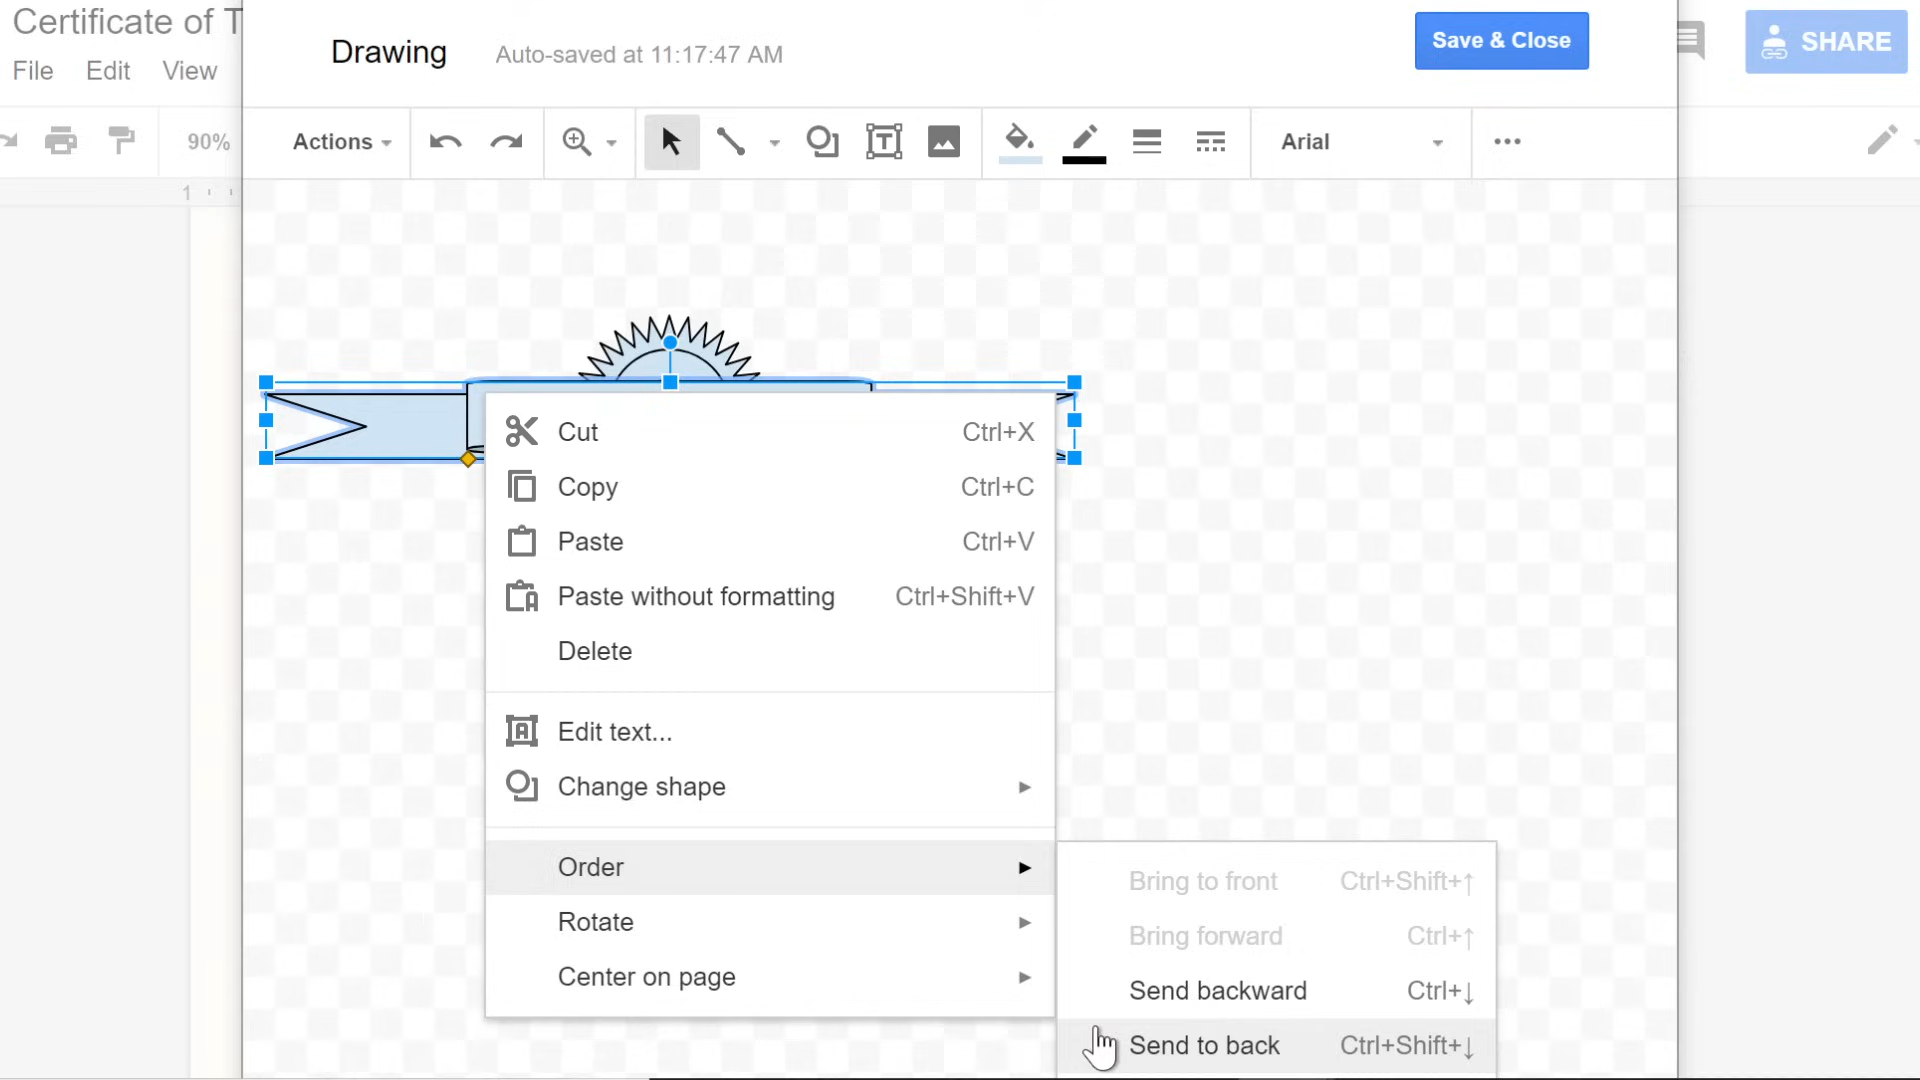 Certificate of T
File Edit View
Drawing Auto-saved at 11:17:47 AM
Save & Close
SHARE
90%
Actions
Arial
1
Cut Ctrl+X
Copy Ctrl+C
Paste Ctrl+V
Paste without formatting Ctrl+Shift+V
Delete
Edit text...
Change shape
Order
Rotate
Center on page
Bring to front Ctrl+Shift+↑
Bring forward Ctrl+↑
Send backward Ctrl+↓
Send to back Ctrl+Shift+↓